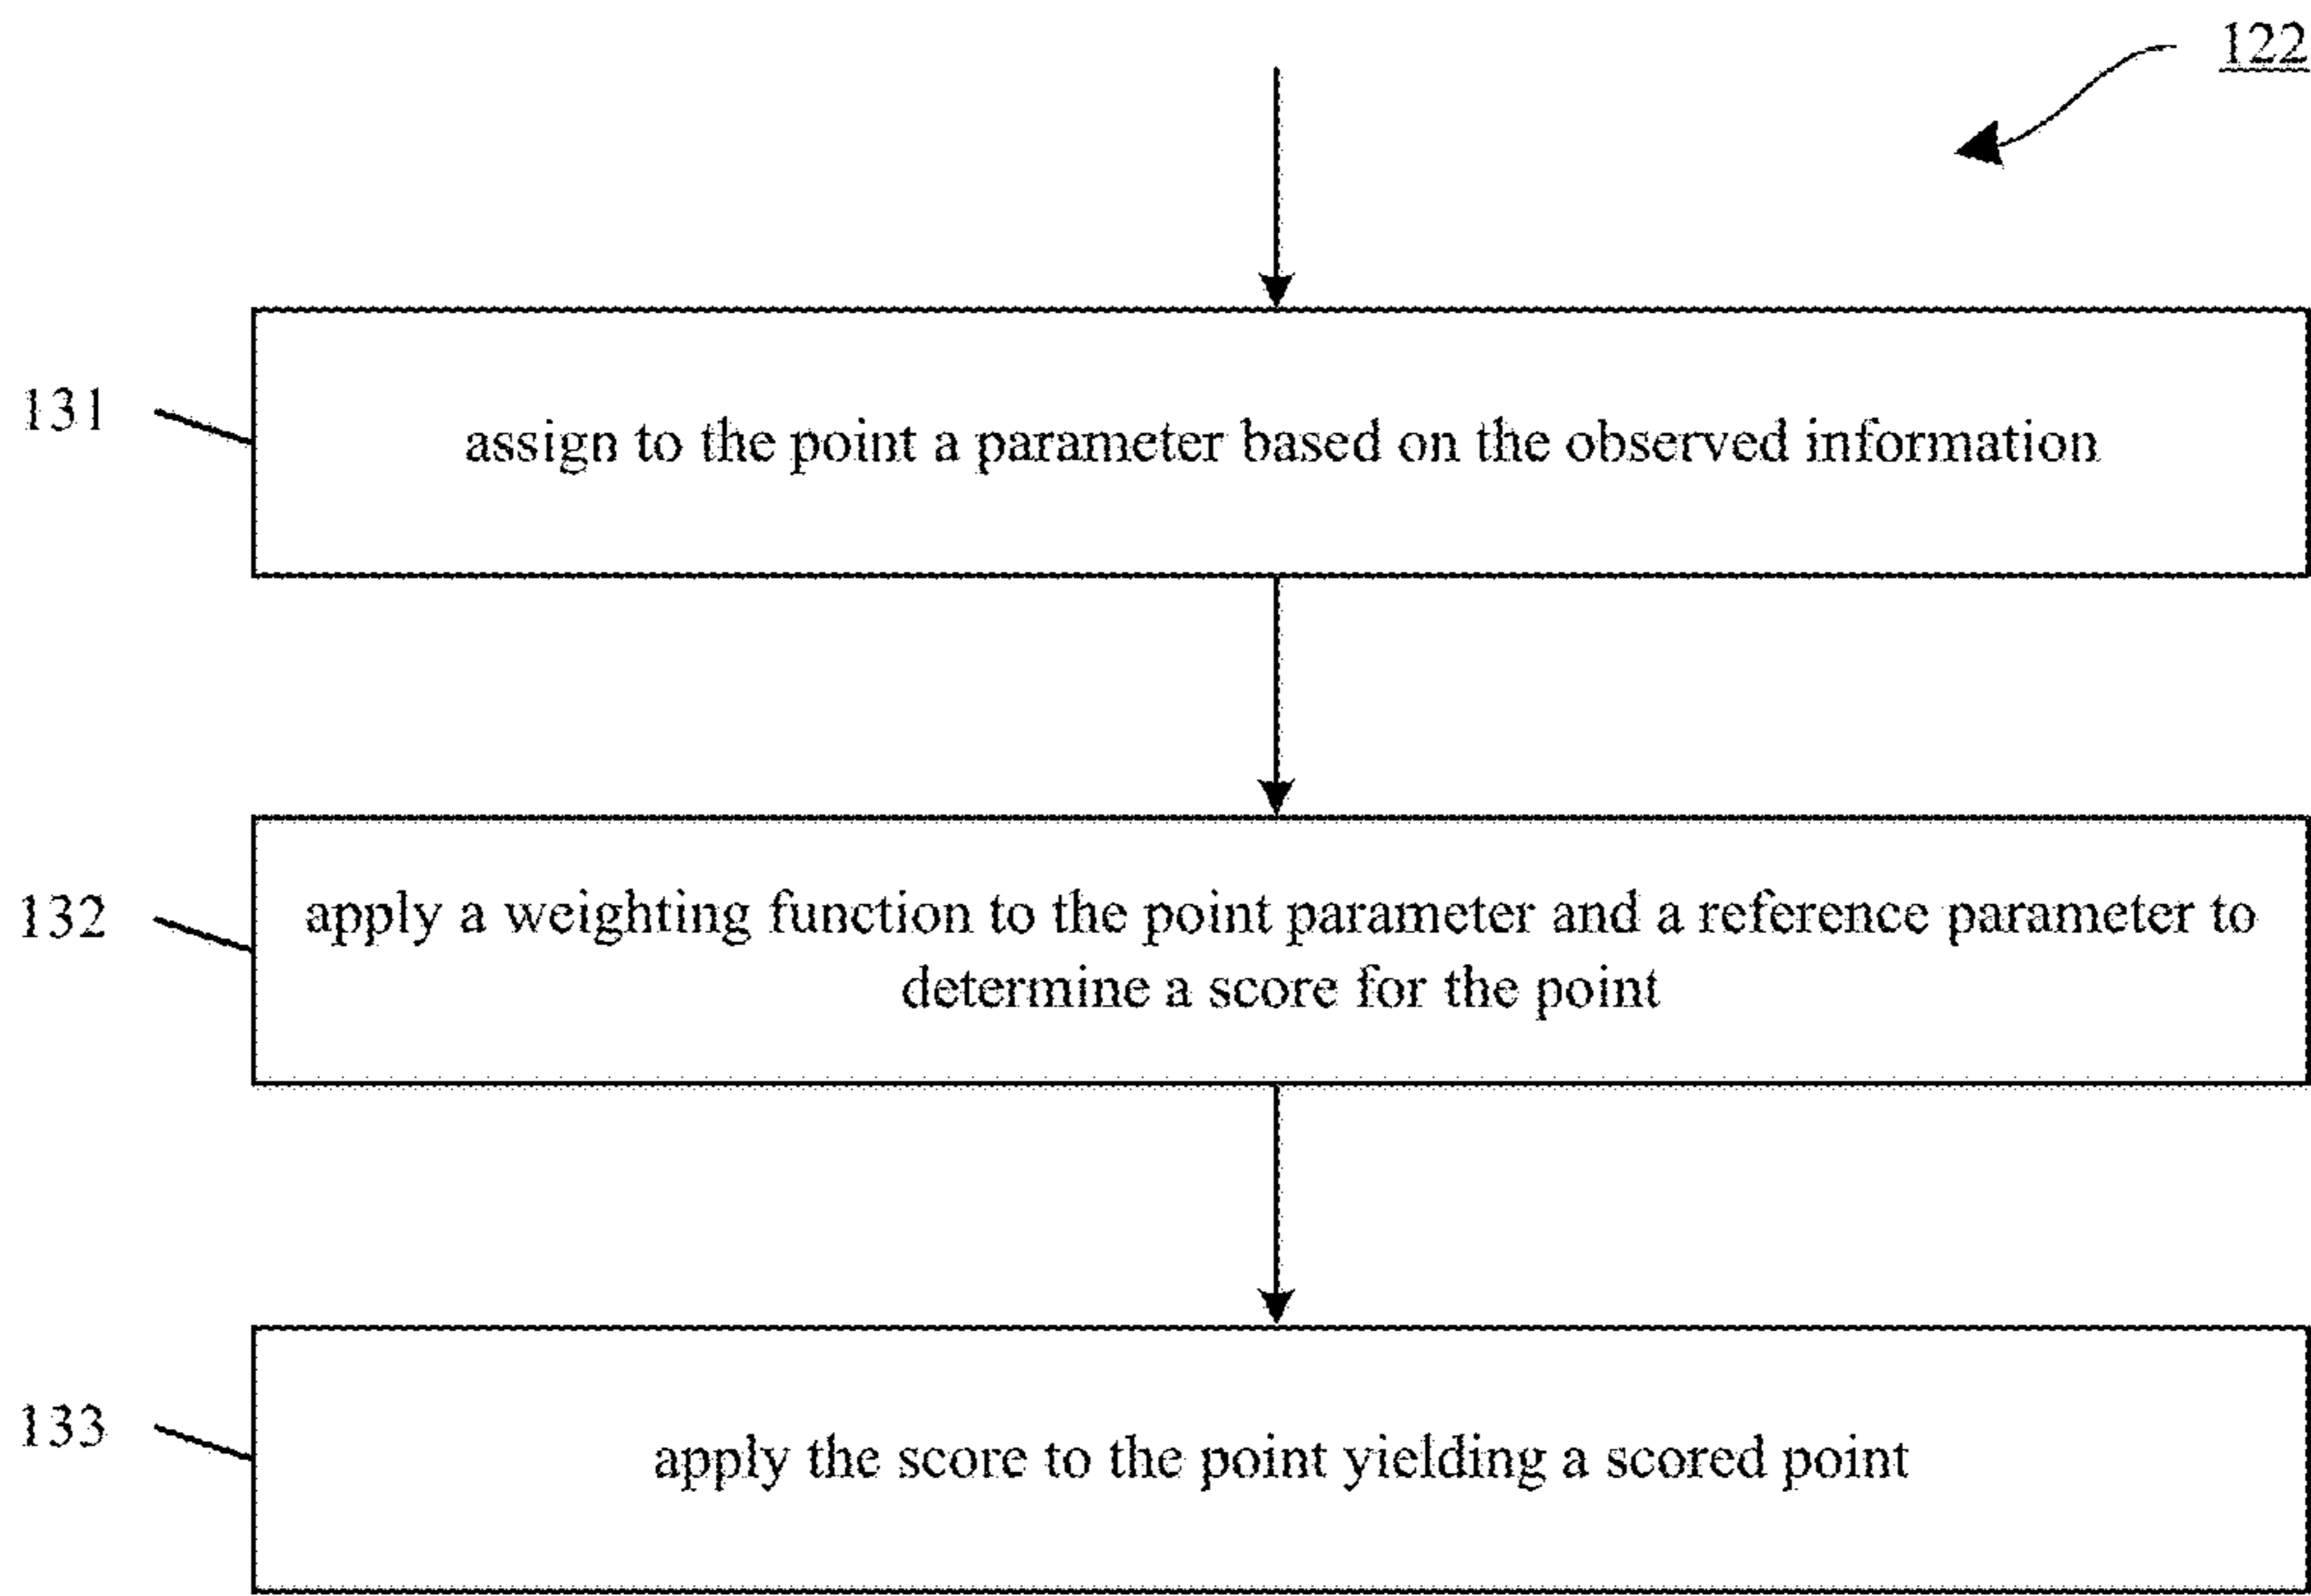 122
131
assign to the point a parameter based on the observed information
132
apply a weighting function to the point parameter and a reference parameter to
determine a score for the point
133
apply the score to the point yielding a scored point